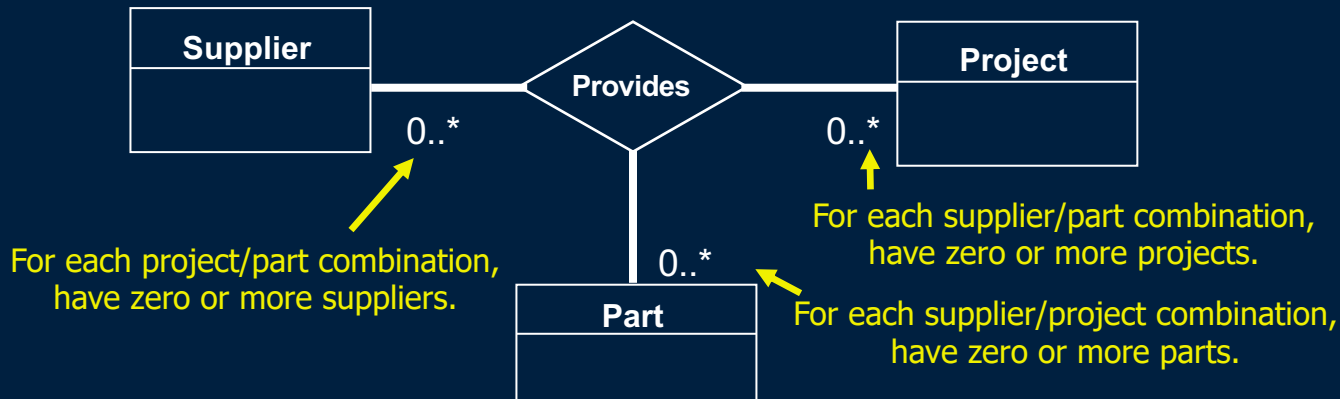 Supplier
Provides
Project
0..*
0..*
For each supplier/part combination,
have zero or more projects.
For each project/part combination,
have zero or more suppliers.
0..*
Part
For each supplier/project combination,
have zero or more parts.